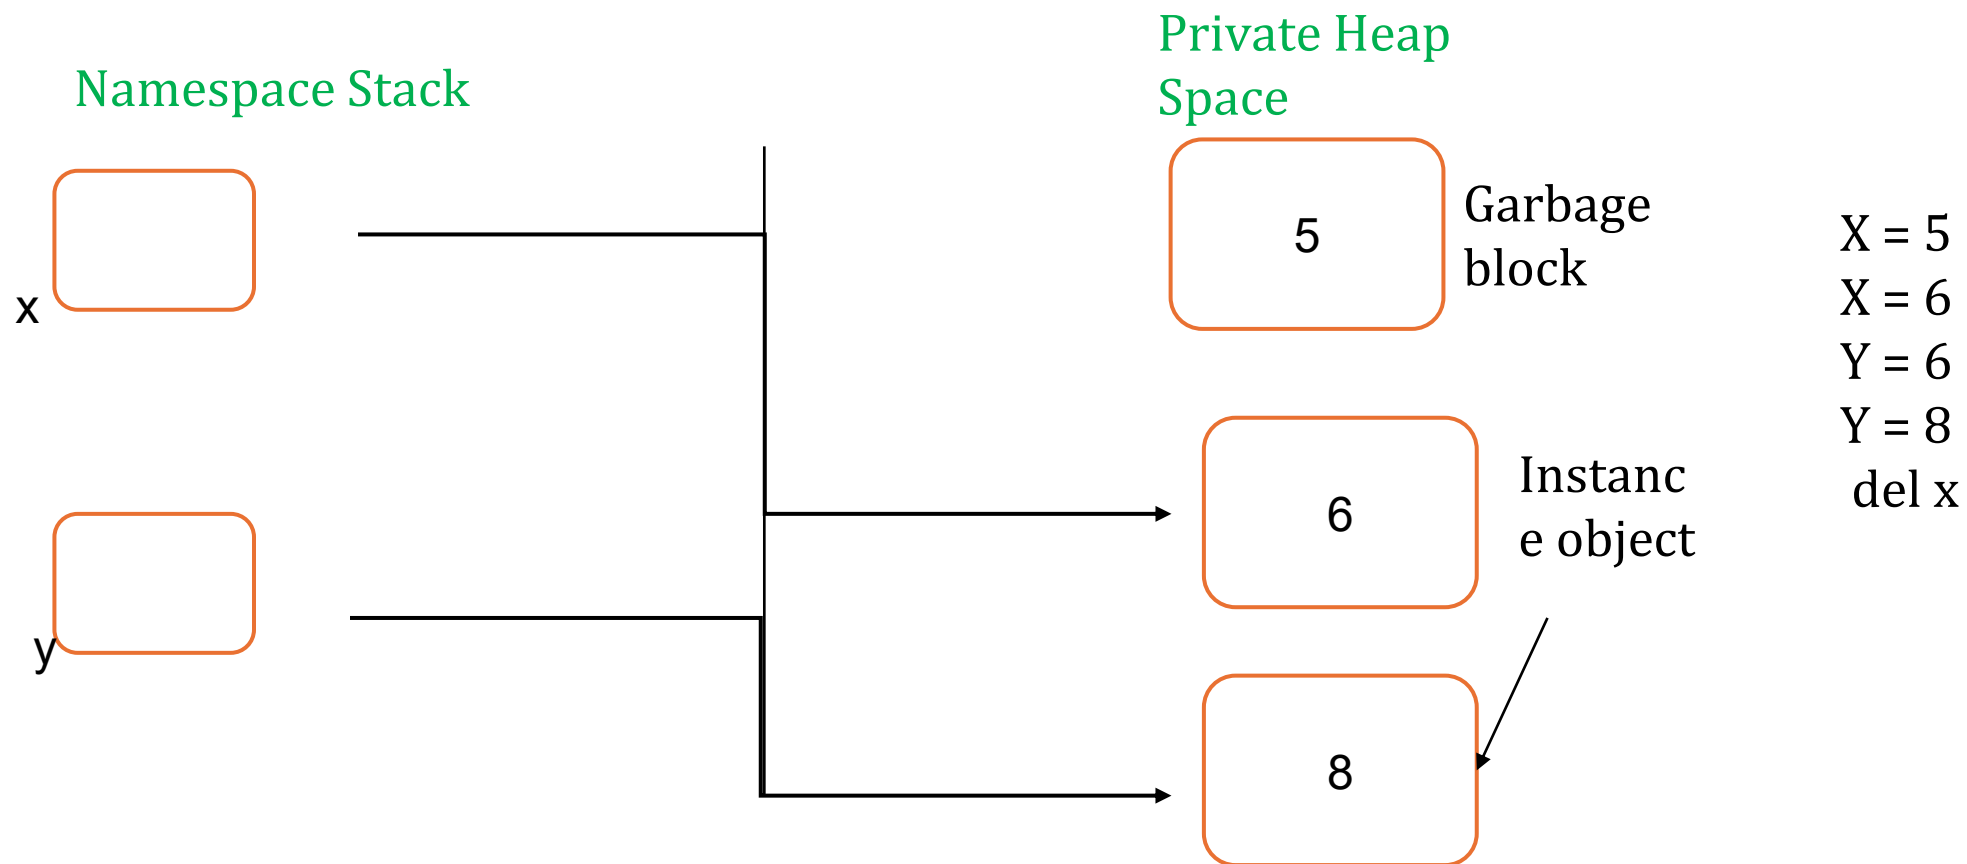 Namespace Stack
Private Heap
Space
x
y
5
Garbage
block
6
Instanc
e object
8
X = 5
X = 6
Y = 6
Y = 8
del x